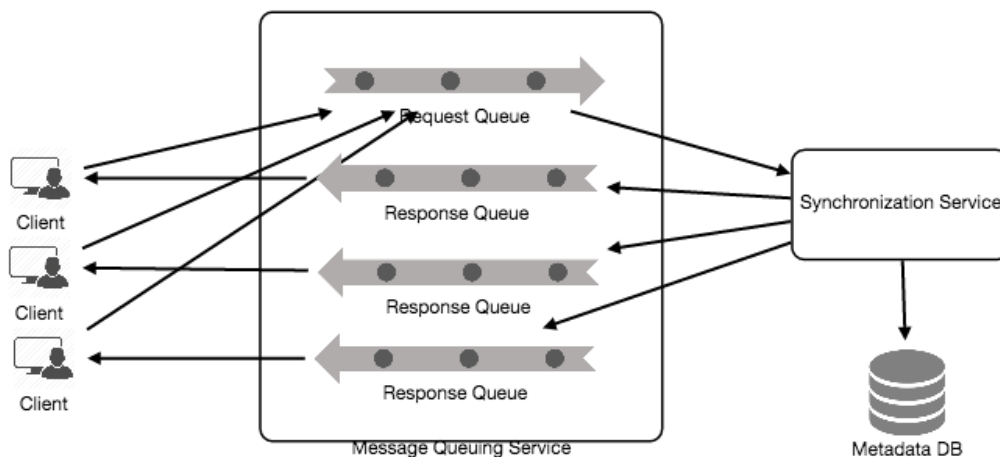 Request Queue
Client
Response Queue
Synchronization Service
Client
Response Queue
Client
Response Queue
Message Queuing Service
Metadata DB